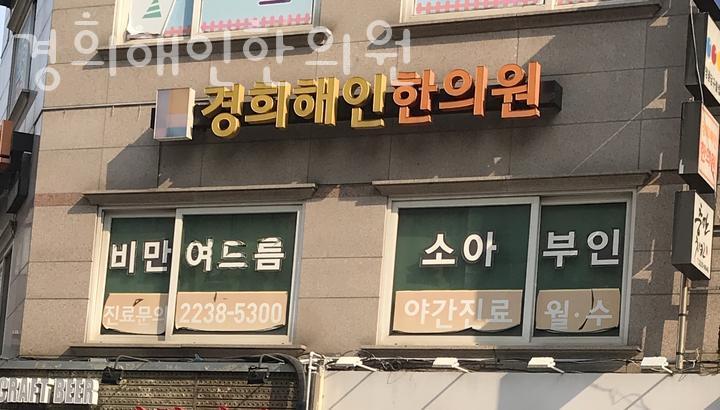 경희해인한의원
경희해인한의원
비만 여드름
소아 부인
진료문의 2238-5300
야간진료 월·수
CRAFT BEER